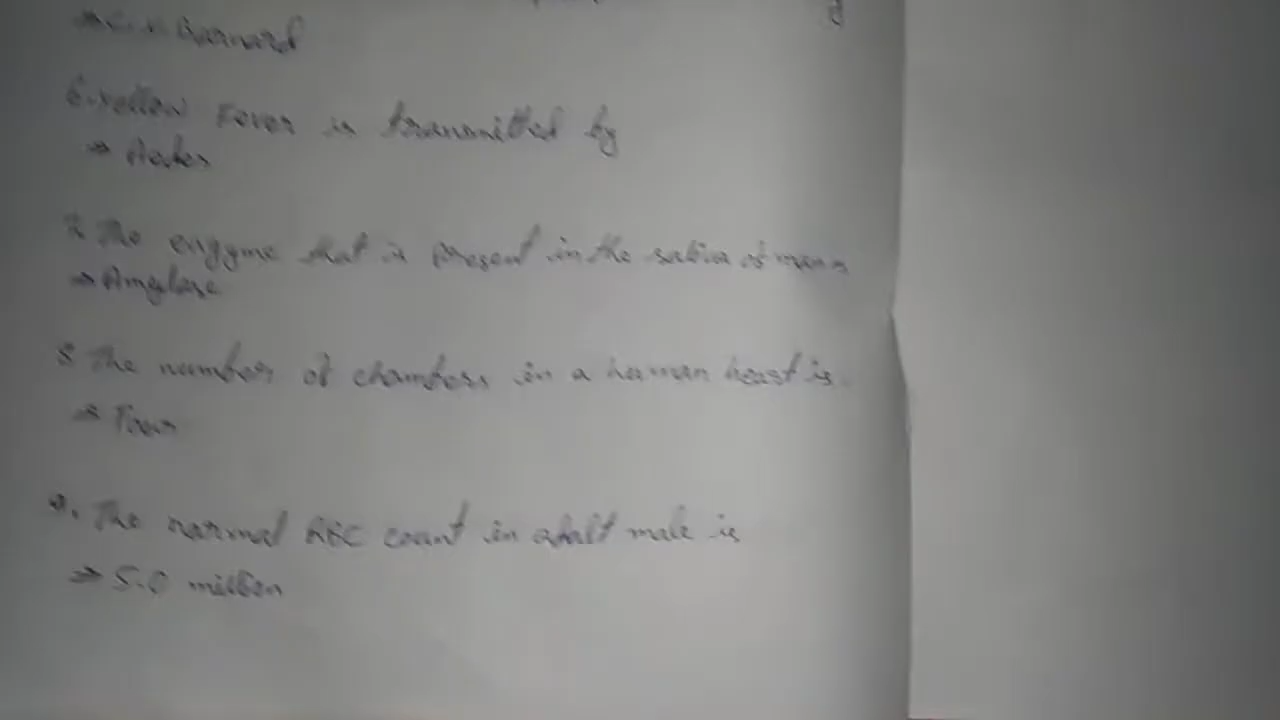 Bernard
6. Yellow Fever is transmitted by
→ Aedes
7. The enzyme that is present in the saliva of man is
→ Amylase
8. The number of chambers in a human heart is
→ Four
9. The normal RBC count in adult male is
→ 5.0 million